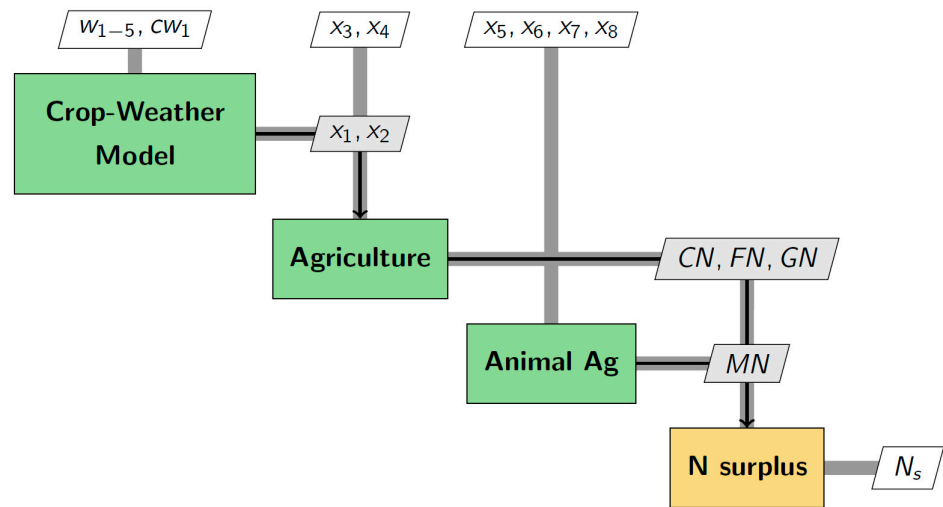 w₁₋₅, cw₁
x₃, x₄
x₅, x₆, x₇, x₈
Crop-Weather
Model
x₁, x₂
Agriculture
CN, FN, GN
Animal Ag
MN
N surplus
Nₛ